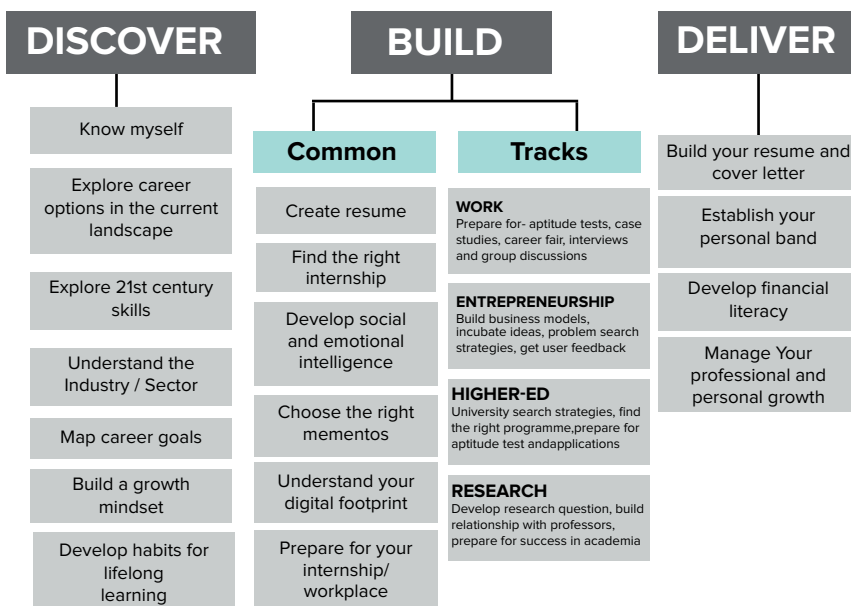 DISCOVER
Know myself
Explore career
options in the current
landscape
Explore 21st century
skills
Understand the
Industry / Sector
Map career goals
Build a growth
mindset
Develop habits for
lifelong
learning
BUILD
Common
Create resume
Find the right
internship
Develop social
and emotional
intelligence
Choose the right
mementos
Understand your
digital footprint
Prepare for your
internship/
workplace
Tracks
WORK
Prepare for- aptitude tests, case
studies, career fair, interviews
and group discussions
ENTREPRENEURSHIP
Build business models,
incubate ideas, problem search
strategies, get user feedback
HIGHER-ED
University search strategies, find
the right programme,prepare for
aptitude test andapplications
RESEARCH
Develop research question, build
relationship with professors,
prepare for success in academia
DELIVER
Build your resume and
cover letter
Establish your
personal band
Develop financial
literacy
Manage Your
professional and
personal growth